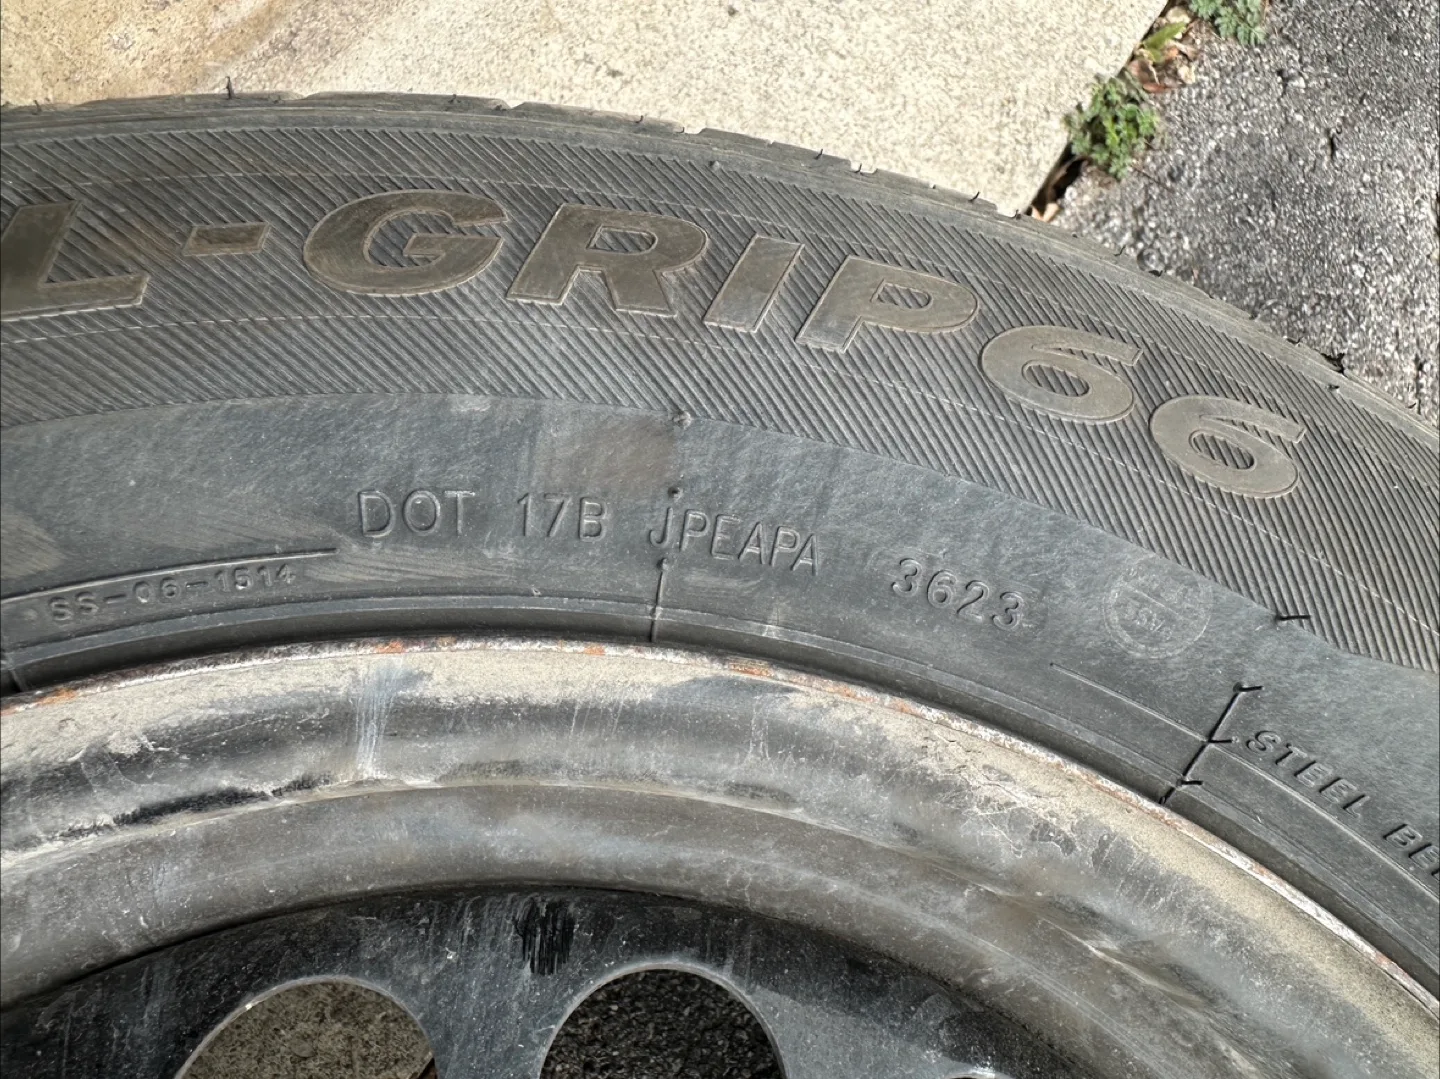 L-GRIP66
DOT 17B JPEAPA 3623
SS-06-1514
STEEL